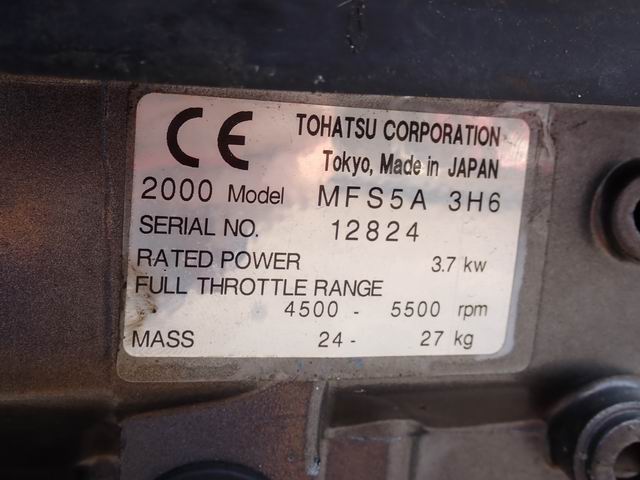 CE TOHATSU CORPORATION
Tokyo, Made in JAPAN
2000 Model MFS5A 3H6
SERIAL NO. 12824
RATED POWER 3.7 kw
FULL THROTTLE RANGE
4500 - 5500 rpm
MASS 24 - 27 kg